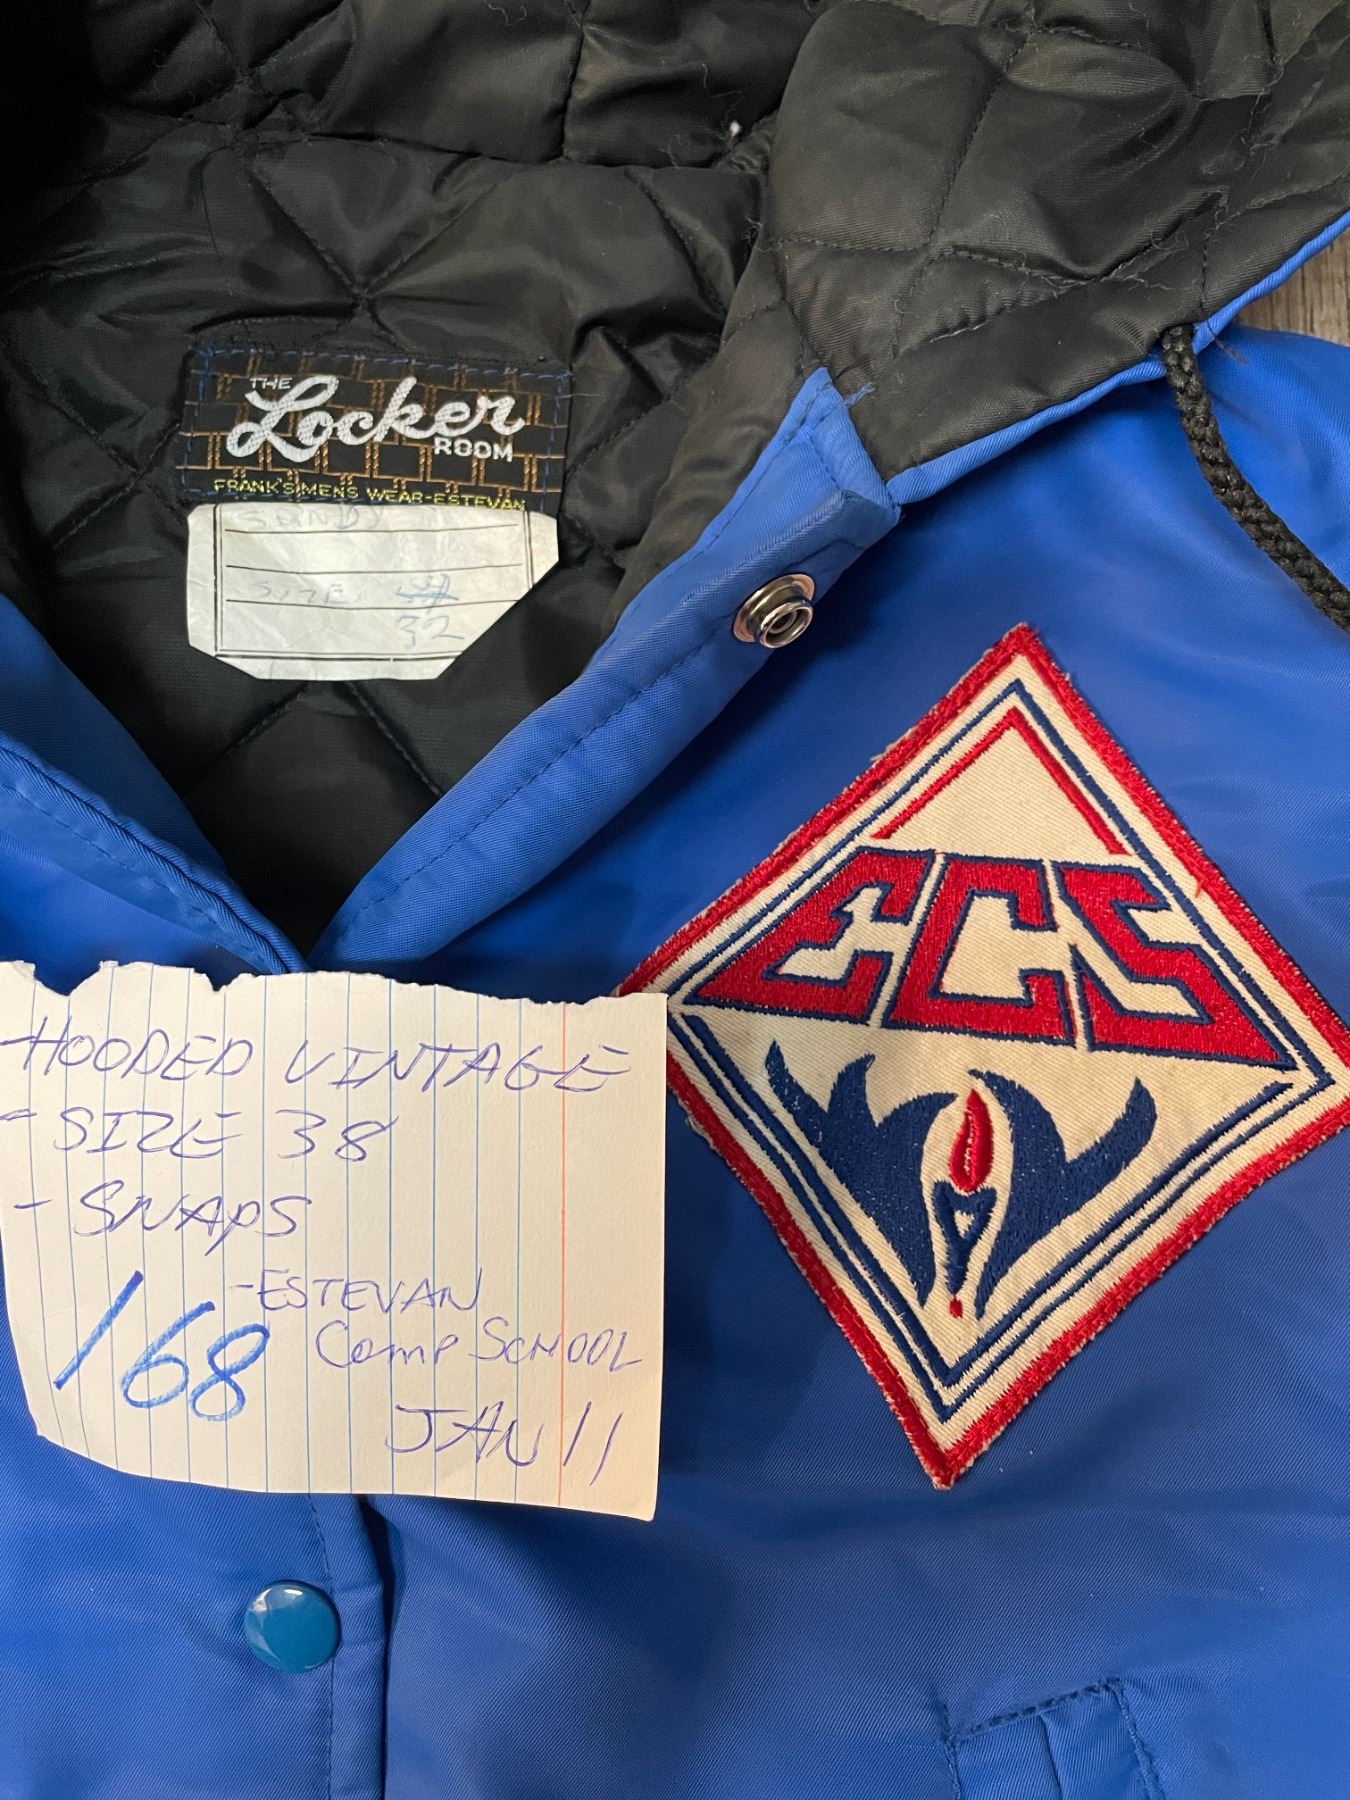 THE
Locker
ROOM
FRANK'S MENS WEAR-ESTEVAN
SANDY
SIZE
32
ECS
-HOODED VINTAGE
-SIZE 38
-SNAPS
-ESTEVAN
COMP SCHOOL
168
JAN 11